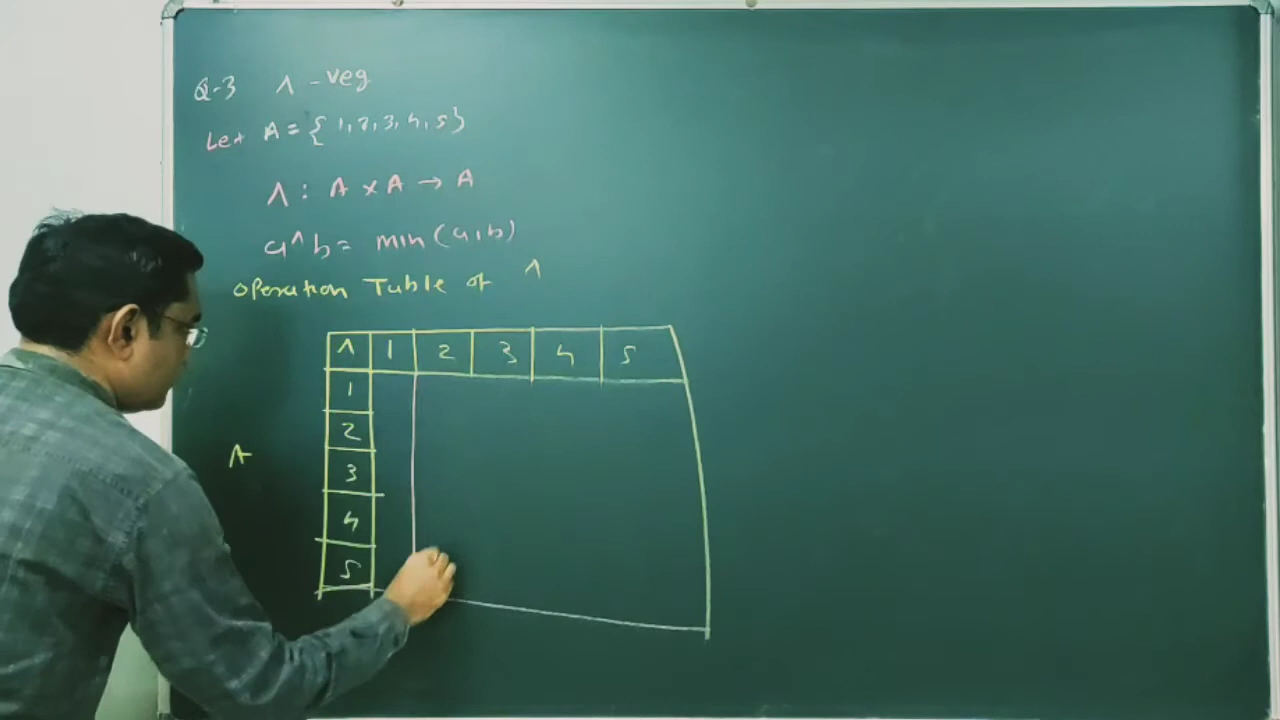 Q-3 ∧ - veg
Let A = { 1, 2, 3, 4, 5 }
∧ : A × A → A
a ∧ b = min (a, b)
Operation Table of ∧
∧ 1 2 3 4 5
1
2
A
3
4
5